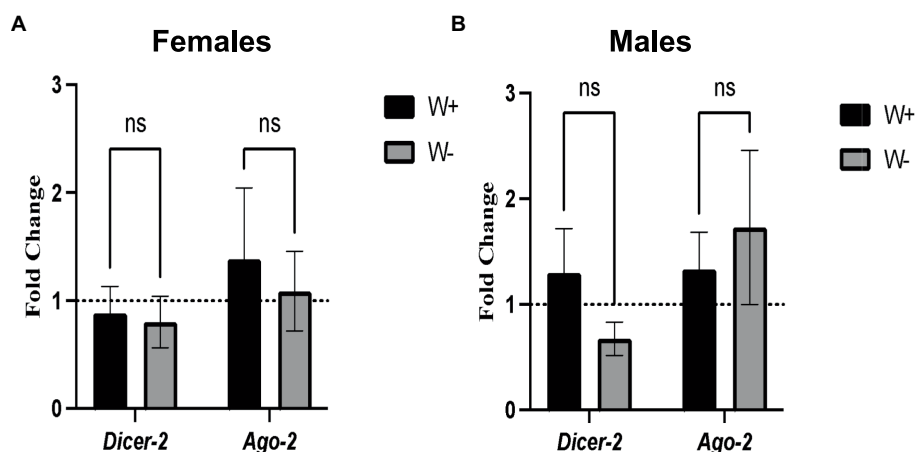 A
Females
3
2
1
0
Fold Change
ns
ns
Dicer-2
Ago-2
W+
W-
B
Males
3
2
1
0
Fold Change
ns
ns
Dicer-2
Ago-2
W+
W-